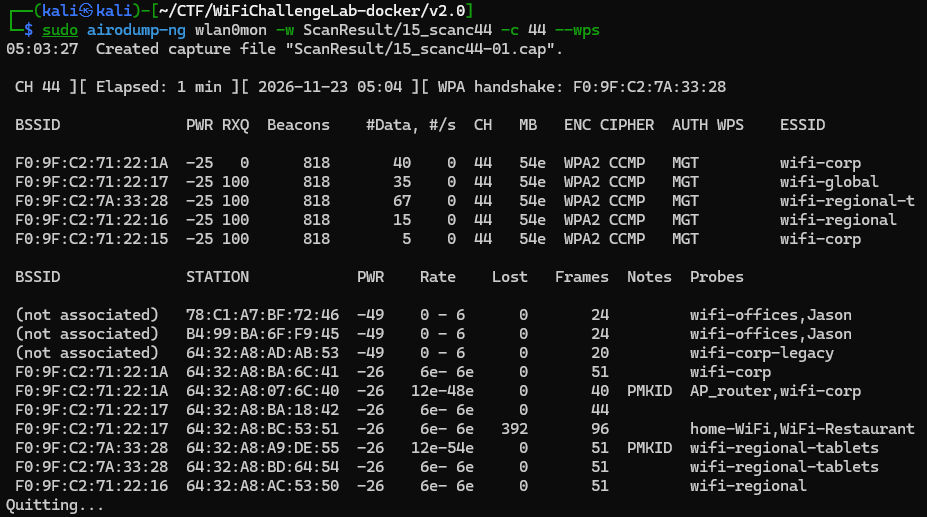 ┌──(kali㉿kali)-[~/CTF/WiFiChallengeLab-docker/v2.0]
└─$ sudo airodump-ng wlan0mon -w ScanResult/15_scanc44 -c 44 --wps
05:03:27  Created capture file "ScanResult/15_scanc44-01.cap".
CH 44 ][ Elapsed: 1 min ][ 2026-11-23 05:04 ][ WPA handshake: F0:9F:C2:7A:33:28
BSSID              PWR RXQ  Beacons    #Data, #/s  CH   MB   ENC CIPHER  AUTH WPS    ESSID
F0:9F:C2:71:22:1A  -25   0      818       40    0  44   54e  WPA2 CCMP   MGT         wifi-corp
F0:9F:C2:71:22:17  -25 100      818       35    0  44   54e  WPA2 CCMP   MGT         wifi-global
F0:9F:C2:7A:33:28  -25 100      818       67    0  44   54e  WPA2 CCMP   MGT         wifi-regional-t
F0:9F:C2:71:22:16  -25 100      818       15    0  44   54e  WPA2 CCMP   MGT         wifi-regional
F0:9F:C2:71:22:15  -25 100      818        5    0  44   54e  WPA2 CCMP   MGT         wifi-corp
BSSID              STATION            PWR    Rate    Lost   Frames  Notes  Probes
(not associated)   78:C1:A7:BF:72:46  -49    0 - 6      0       24         wifi-offices,Jason
(not associated)   B4:99:BA:6F:F9:45  -49    0 - 6      0       24         wifi-offices,Jason
(not associated)   64:32:A8:AD:AB:53  -49    0 - 6      0       20         wifi-corp-legacy
F0:9F:C2:71:22:1A  64:32:A8:BA:6C:41  -26    6e- 6e     0       51         wifi-corp
F0:9F:C2:71:22:1A  64:32:A8:07:6C:40  -26   12e-48e     0       40  PMKID  AP_router,wifi-corp
F0:9F:C2:71:22:17  64:32:A8:BA:18:42  -26    6e- 6e     0       44
F0:9F:C2:71:22:17  64:32:A8:BC:53:51  -26    6e- 6e   392       96         home-WiFi,WiFi-Restaurant
F0:9F:C2:7A:33:28  64:32:A8:A9:DE:55  -26   12e-54e     0       51  PMKID  wifi-regional-tablets
F0:9F:C2:7A:33:28  64:32:A8:BD:64:54  -26    6e- 6e     0       51         wifi-regional-tablets
F0:9F:C2:71:22:16  64:32:A8:AC:53:50  -26    6e- 6e     0       51         wifi-regional
Quitting...